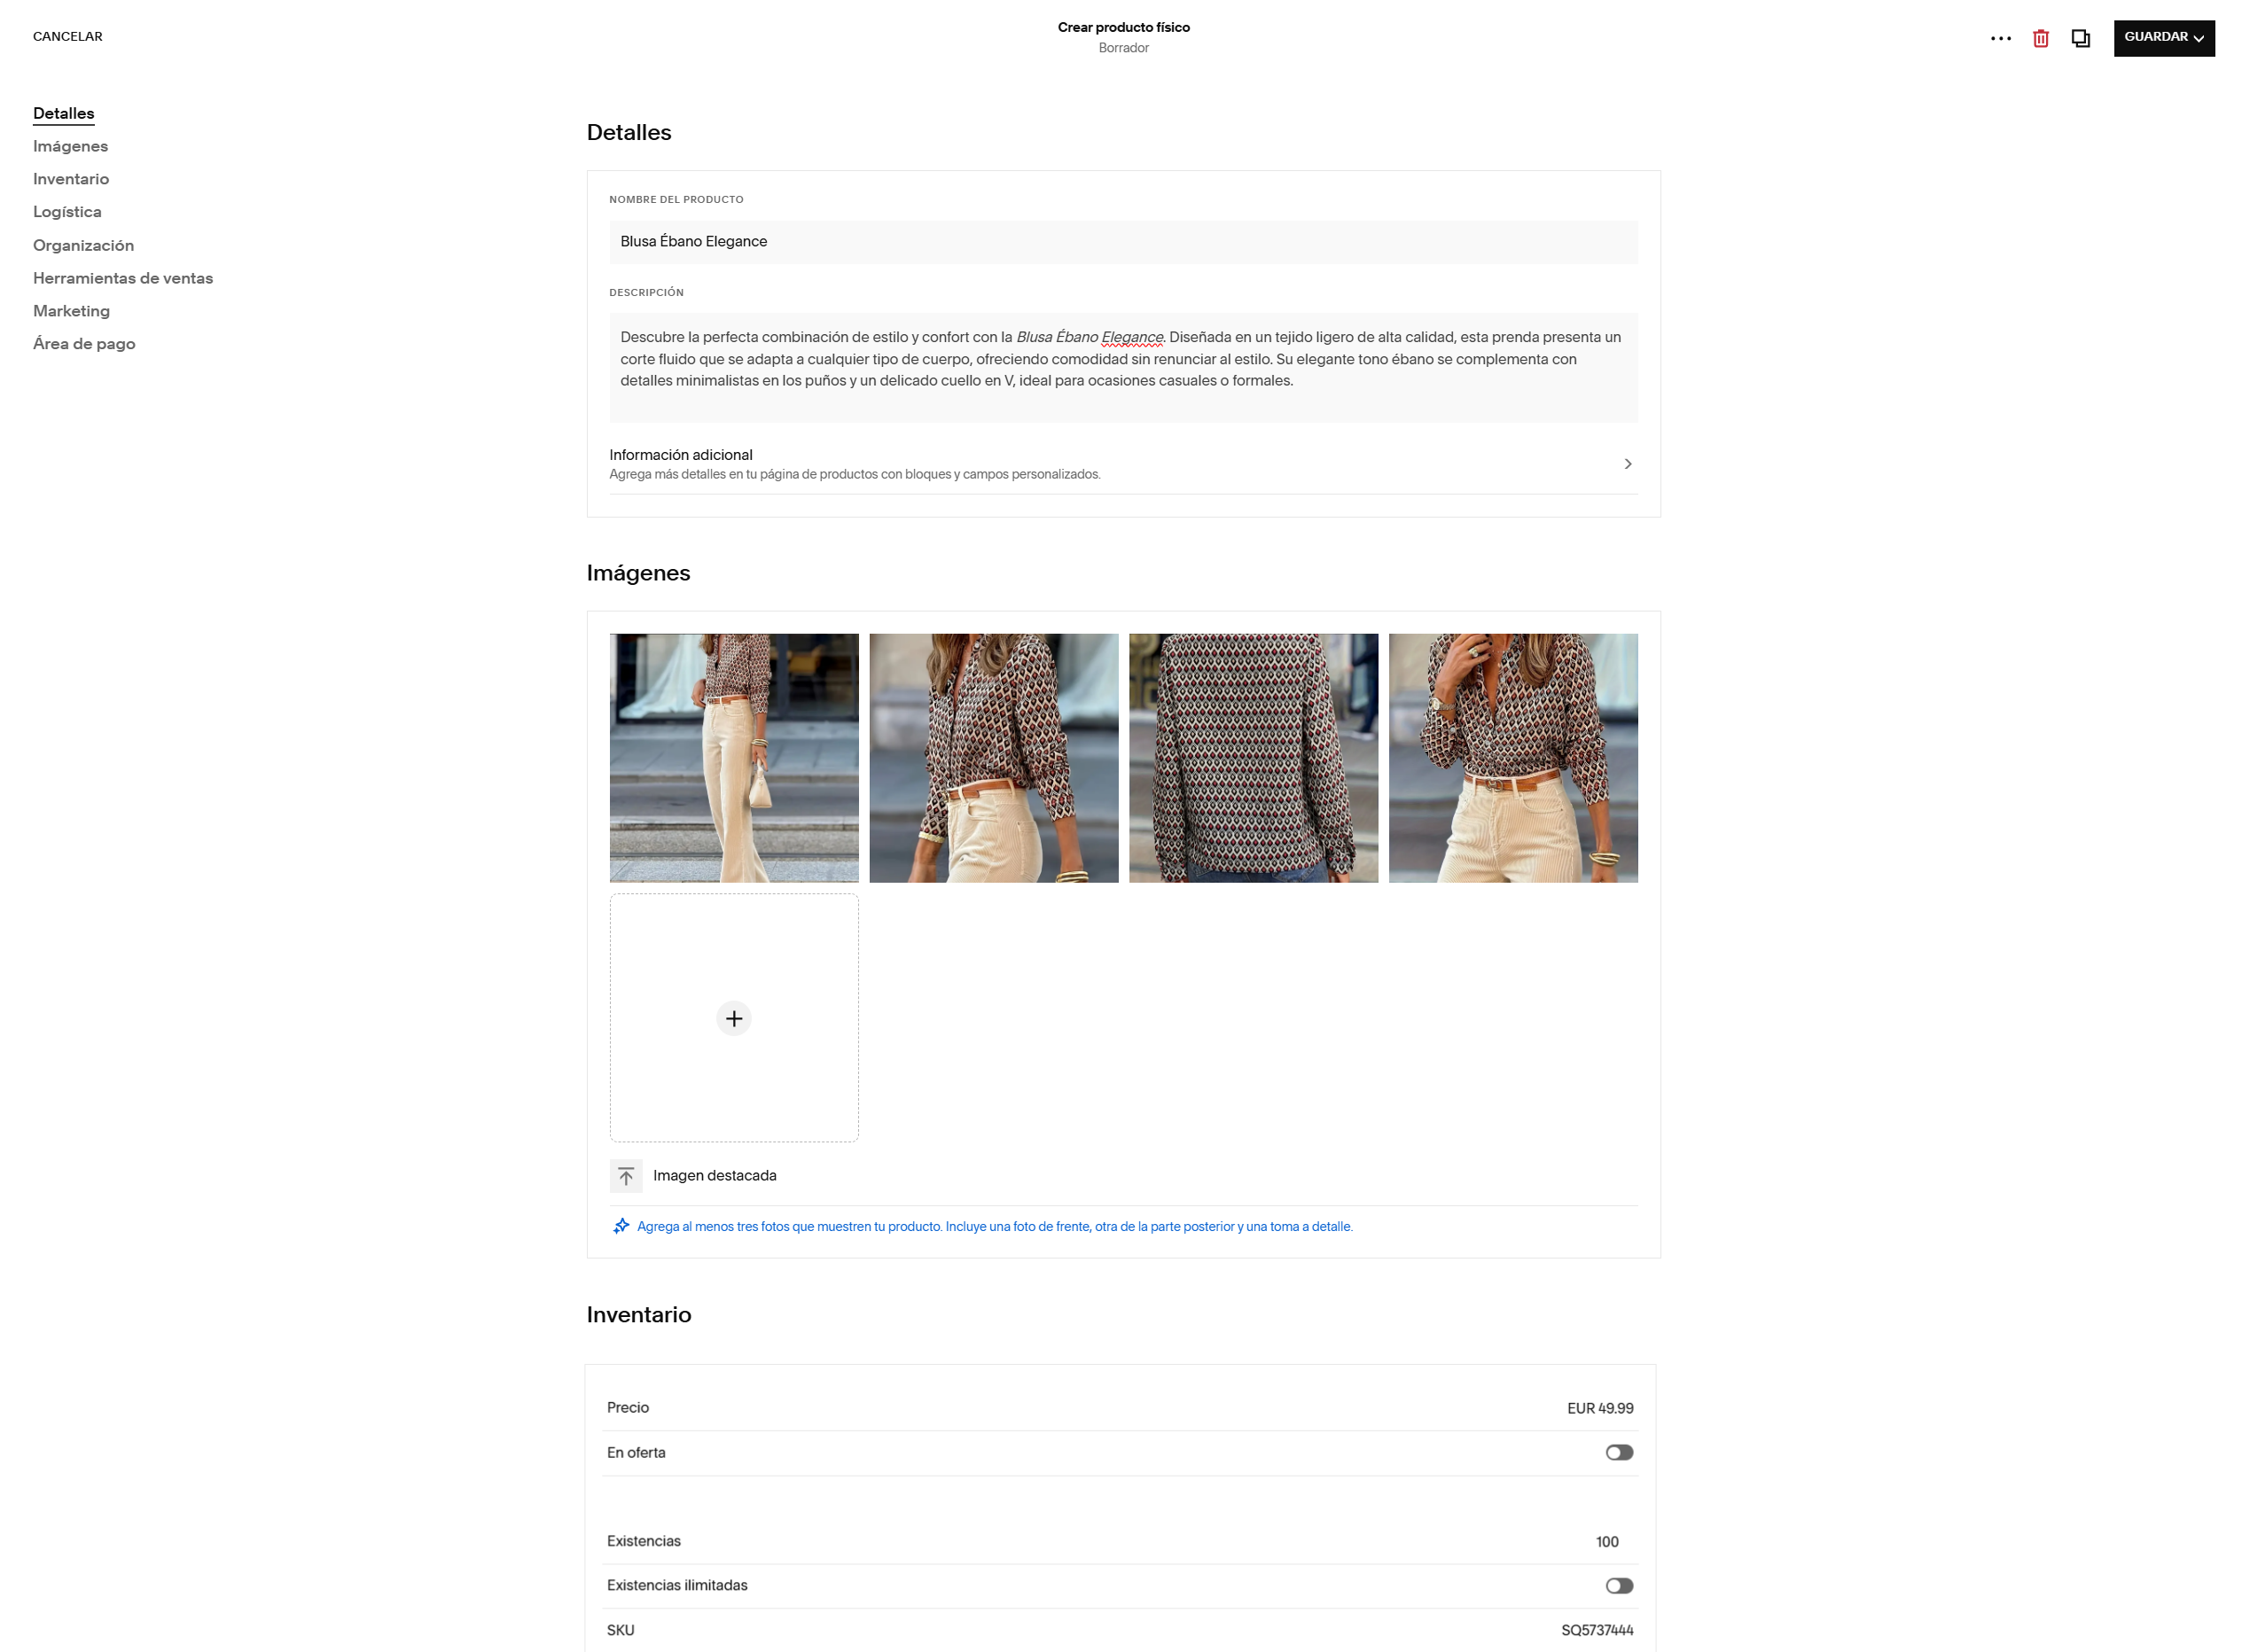 CANCELAR
Crear producto físico
Borrador
GUARDAR
Detalles
Imágenes
Inventario
Logística
Organización
Herramientas de ventas
Marketing
Área de pago
Detalles
NOMBRE DEL PRODUCTO
Blusa Ébano Elegance
DESCRIPCIÓN
Descubre la perfecta combinación de estilo y confort con la Blusa Ébano Elegance. Diseñada en un tejido ligero de alta calidad, esta prenda presenta un
corte fluido que se adapta a cualquier tipo de cuerpo, ofreciendo comodidad sin renunciar al estilo. Su elegante tono ébano se complementa con
detalles minimalistas en los puños y un delicado cuello en V, ideal para ocasiones casuales o formales.
Información adicional
Agrega más detalles en tu página de productos con bloques y campos personalizados.
Imágenes
Imagen destacada
Agrega al menos tres fotos que muestren tu producto. Incluye una foto de frente, otra de la parte posterior y una toma a detalle.
Inventario
Precio EUR 49.99
En oferta
Existencias 100
Existencias ilimitadas
SKU SQ5737444